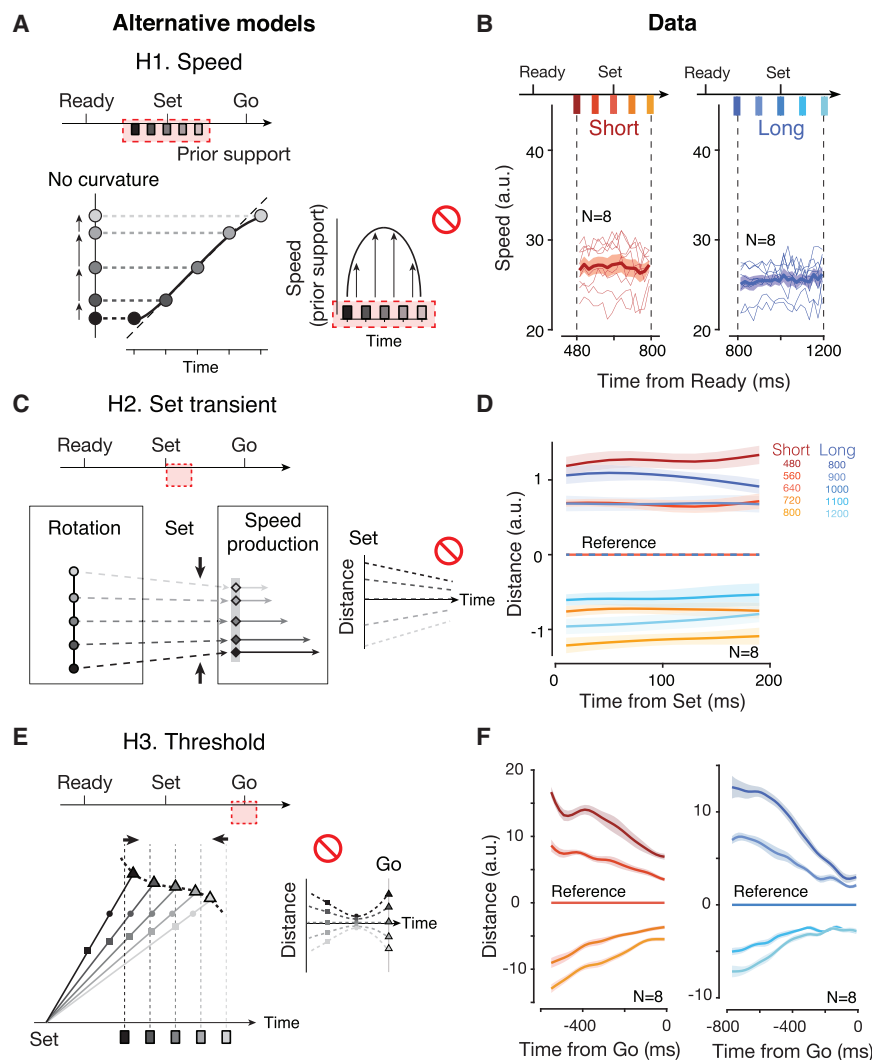 A
Alternative models
H1. Speed
Ready
Set
Go
Prior support
No curvature
Time
Speed
(prior support)
Time
B
Data
Ready
Set
Short
Ready
Set
Long
Speed (a.u.)
40
30
20
N=8
480
800
40
30
20
N=8
800
1200
Time from Ready (ms)
C
H2. Set transient
Ready
Set
Go
Rotation
Set
Speed
production
Set
Distance
Time
D
Distance (a.u.)
1
0
-1
Reference
Short
Long
480
800
560
900
640
1000
720
1100
800
1200
N=8
0
100
200
Time from Set (ms)
E
H3. Threshold
Ready
Set
Go
Set
Time
Go
Distance
Time
F
Distance (a.u.)
20
10
0
-10
Reference
N=8
-400
0
Time from Go (ms)
10
0
-10
Reference
N=8
-800
-400
0
Time from Go (ms)